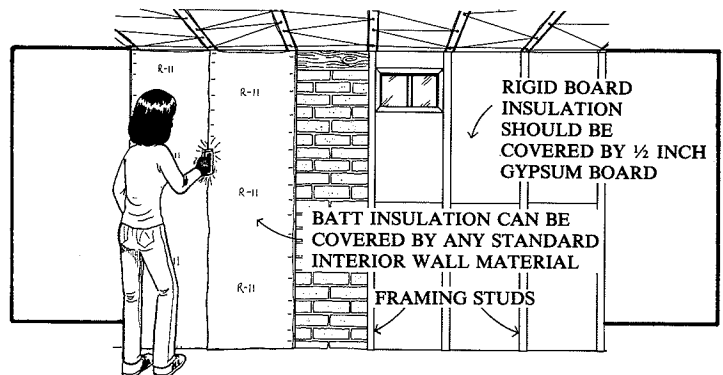 R-11
R-11
RIGID BOARD
INSULATION
SHOULD BE
COVERED BY ½ INCH
GYPSUM BOARD
11
R-11
BATT INSULATION CAN BE
COVERED BY ANY STANDARD
INTERIOR WALL MATERIAL
11
R-11
FRAMING STUDS